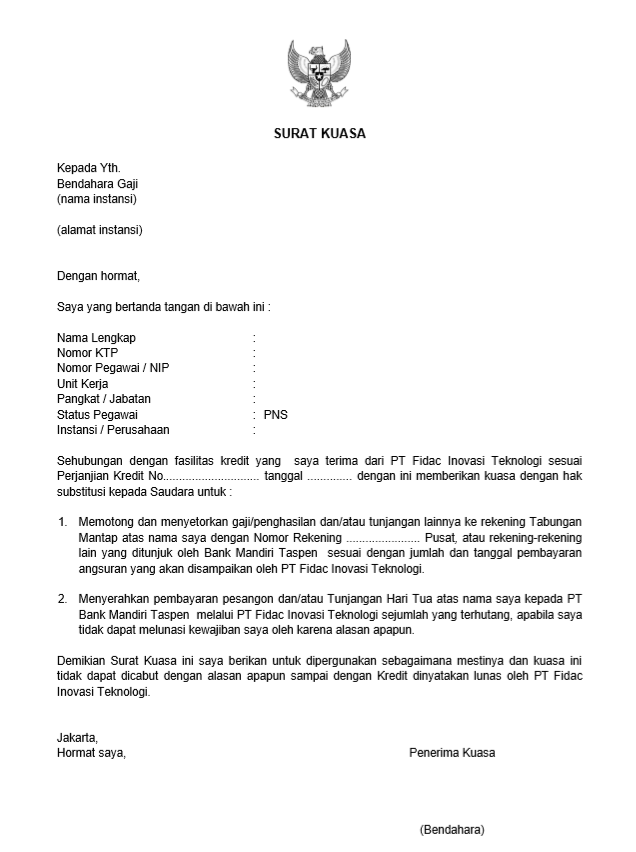 SURAT KUASA
Kepada Yth.
Bendahara Gaji
(nama instansi)
(alamat instansi)
Dengan hormat,
Saya yang bertanda tangan di bawah ini :
Nama Lengkap :
Nomor KTP :
Nomor Pegawai / NIP :
Unit Kerja :
Pangkat / Jabatan :
Status Pegawai : PNS
Instansi / Perusahaan :
Sehubungan dengan fasilitas kredit yang saya terima dari PT Fidac Inovasi Teknologi sesuai
Perjanjian Kredit No.............................. tanggal .............. dengan ini memberikan kuasa dengan hak
substitusi kepada Saudara untuk :
1. Memotong dan menyetorkan gaji/penghasilan dan/atau tunjangan lainnya ke rekening Tabungan
Mantap atas nama saya dengan Nomor Rekening ....................... Pusat, atau rekening-rekening
lain yang ditunjuk oleh Bank Mandiri Taspen sesuai dengan jumlah dan tanggal pembayaran
angsuran yang akan disampaikan oleh PT Fidac Inovasi Teknologi.
2. Menyerahkan pembayaran pesangon dan/atau Tunjangan Hari Tua atas nama saya kepada PT
Bank Mandiri Taspen melalui PT Fidac Inovasi Teknologi sejumlah yang terhutang, apabila saya
tidak dapat melunasi kewajiban saya oleh karena alasan apapun.
Demikian Surat Kuasa ini saya berikan untuk dipergunakan sebagaimana mestinya dan kuasa ini
tidak dapat dicabut dengan alasan apapun sampai dengan Kredit dinyatakan lunas oleh PT Fidac
Inovasi Teknologi.
Jakarta,
Hormat saya, Penerima Kuasa
(Bendahara)